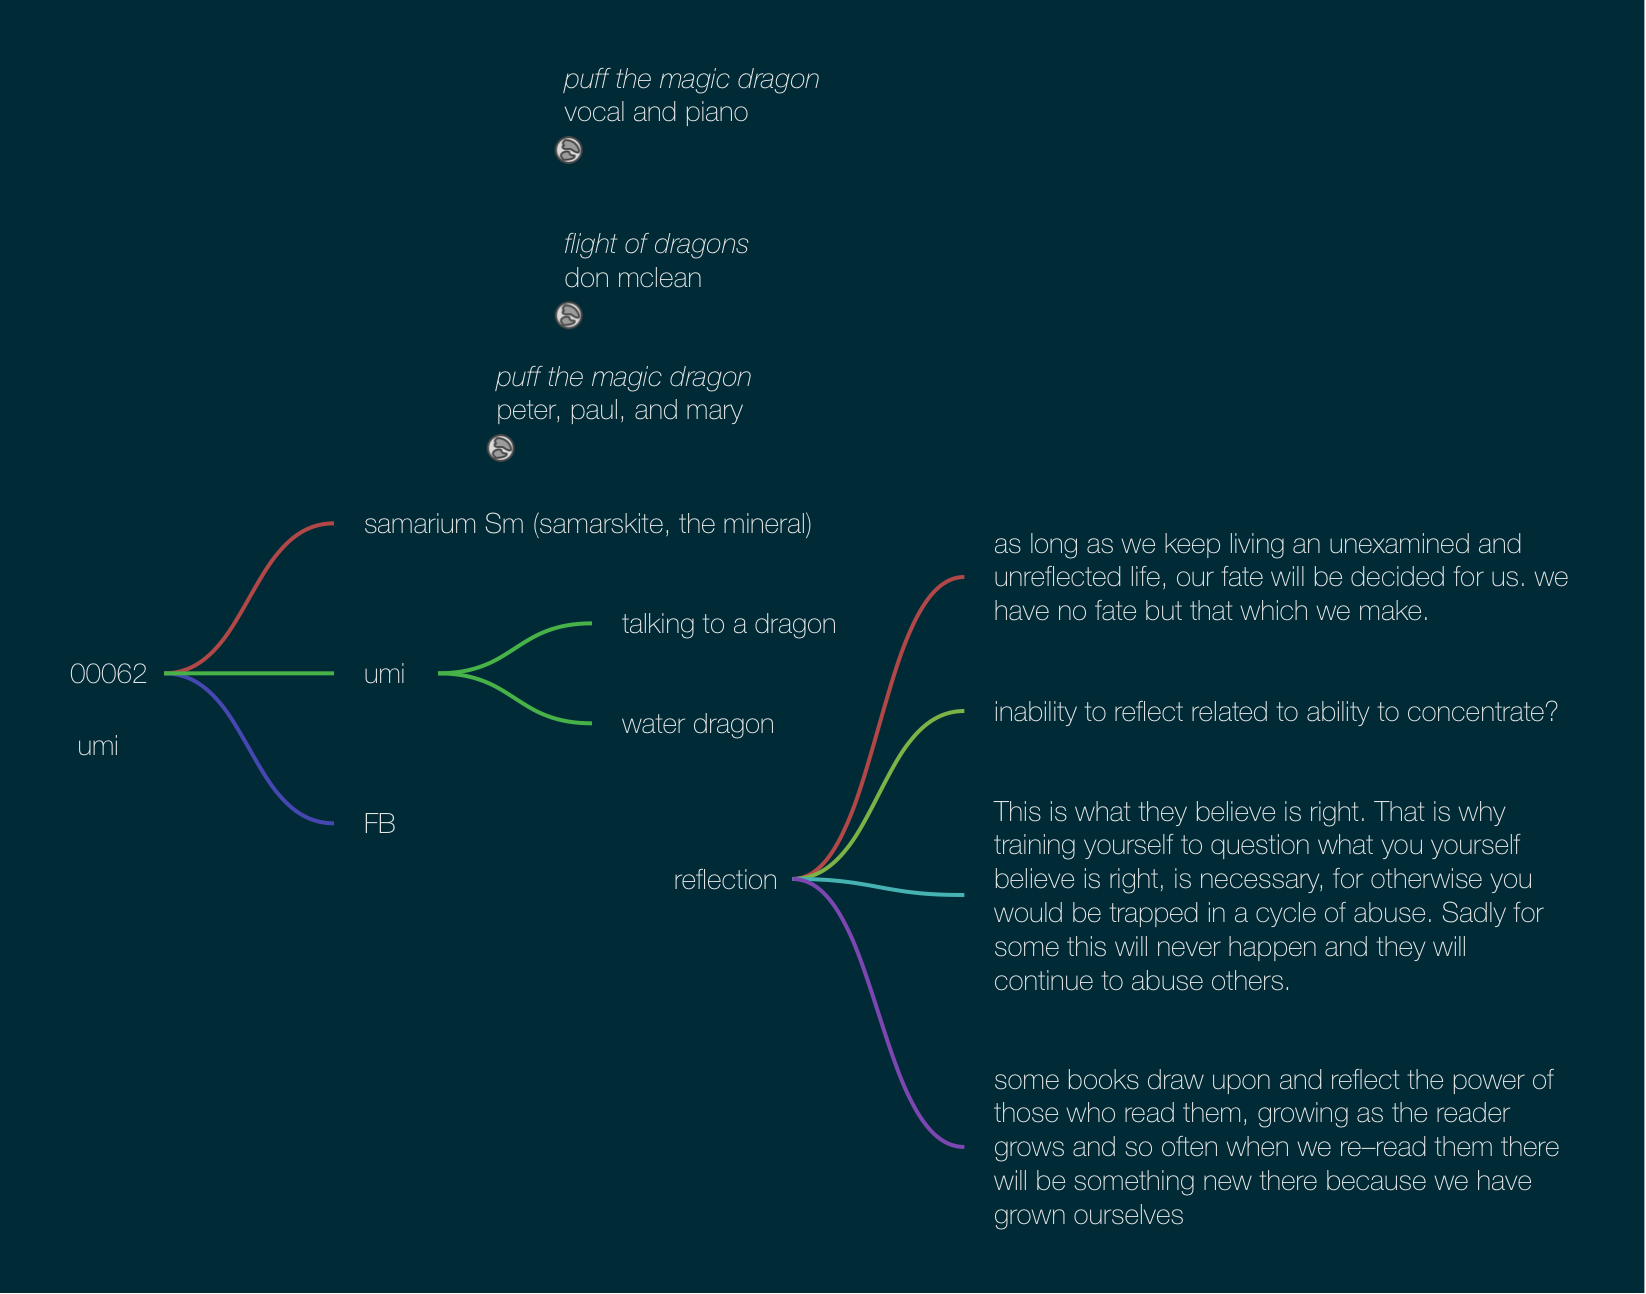 puff the magic dragon
vocal and piano
flight of dragons
don mclean
puff the magic dragon
peter, paul, and mary
samarium Sm (samarskite, the mineral)
talking to a dragon
00062
umi
umi
water dragon
FB
reflection
as long as we keep living an unexamined and
unreflected life, our fate will be decided for us. we
have no fate but that which we make.
inability to reflect related to ability to concentrate?
This is what they believe is right. That is why
training yourself to question what you yourself
believe is right, is necessary, for otherwise you
would be trapped in a cycle of abuse. Sadly for
some this will never happen and they will
continue to abuse others.
some books draw upon and reflect the power of
those who read them, growing as the reader
grows and so often when we re–read them there
will be something new there because we have
grown ourselves